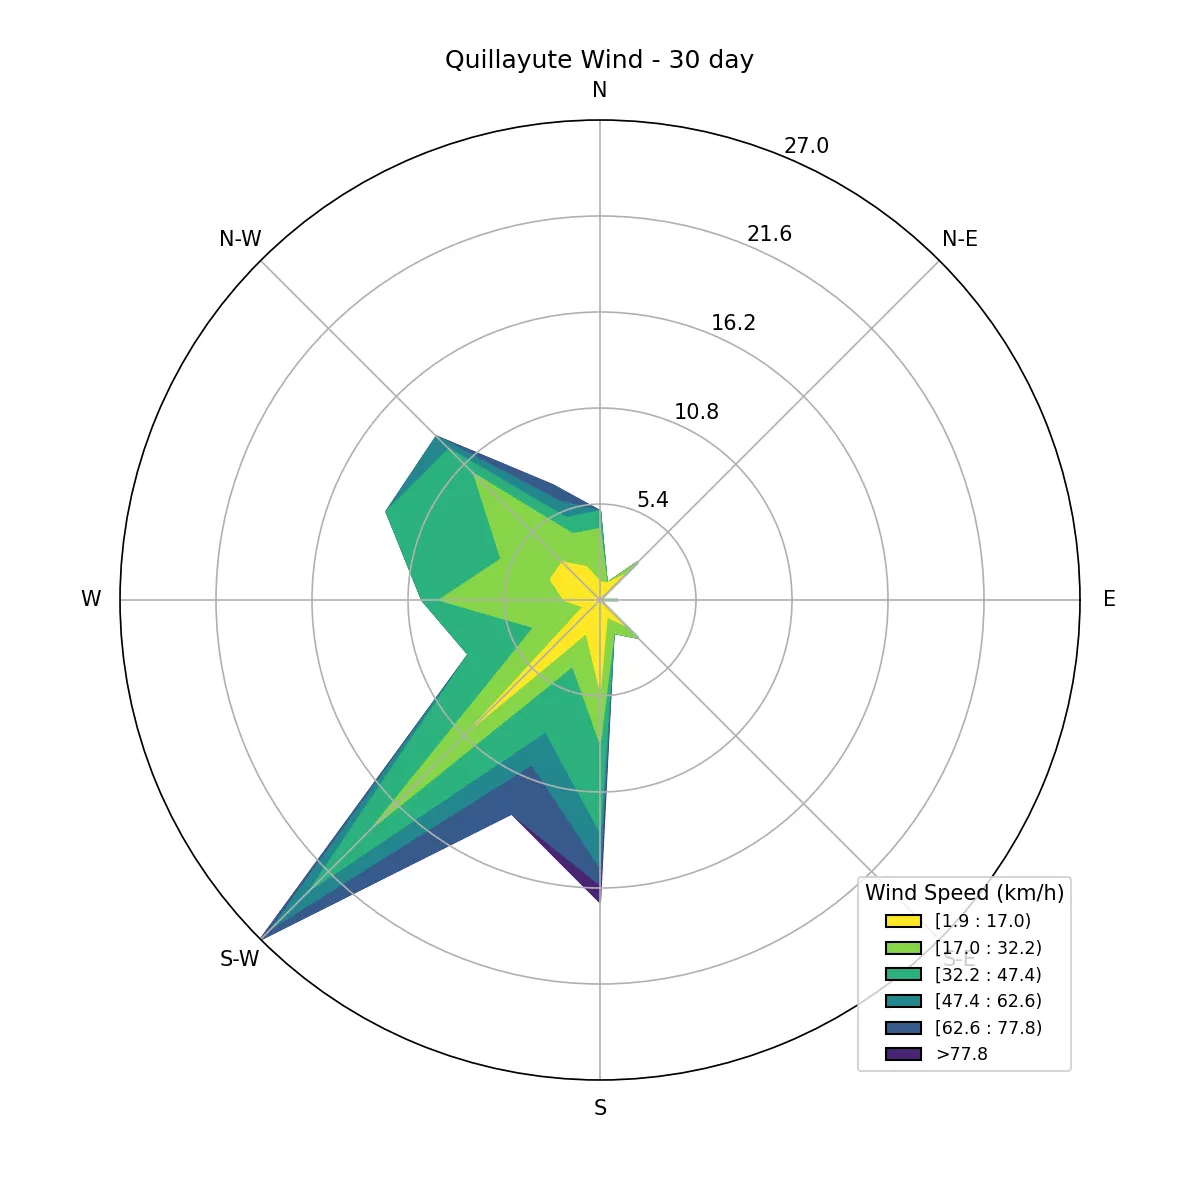 Quillayute Wind - 30 day
N
27.0
N-W
N-E
21.6
16.2
10.8
5.4
W
E
S-W
S-E
Wind Speed (km/h)
[1.9 : 17.0)
[17.0 : 32.2)
[32.2 : 47.4)
[47.4 : 62.6)
[62.6 : 77.8)
>77.8
S